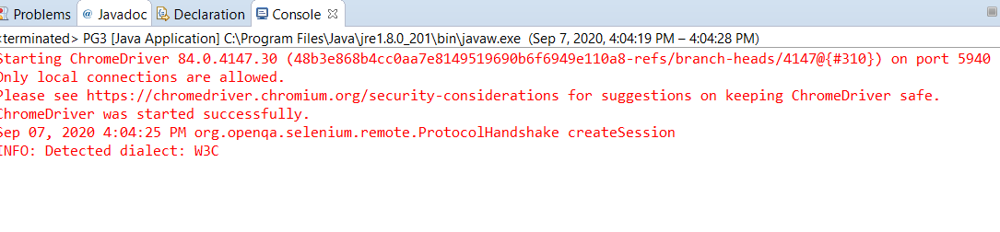 Problems @ Javadoc Declaration Console
<terminated> PG3 [Java Application] C:\Program Files\Java\jre1.8.0_201\bin\javaw.exe (Sep 7, 2020, 4:04:19 PM – 4:04:28 PM)
Starting ChromeDriver 84.0.4147.30 (48b3e868b4cc0aa7e8149519690b6f6949e110a8-refs/branch-heads/4147@{#310}) on port 5940
Only local connections are allowed.
Please see https://chromedriver.chromium.org/security-considerations for suggestions on keeping ChromeDriver safe.
ChromeDriver was started successfully.
Sep 07, 2020 4:04:25 PM org.openqa.selenium.remote.ProtocolHandshake createSession
INFO: Detected dialect: W3C